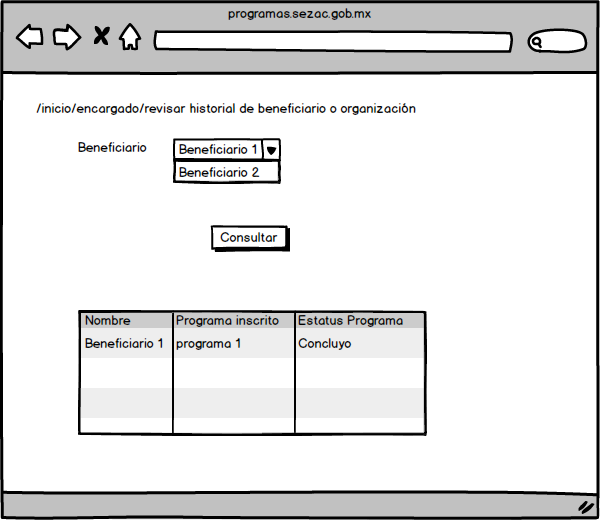 programas.sezac.gob.mx
/inicio/encargado/revisar historial de beneficiario o organización
Beneficiario Beneficiario 1
Beneficiario 2
Consultar
Nombre Programa inscrito Estatus Programa
Beneficiario 1 programa 1 Concluyo